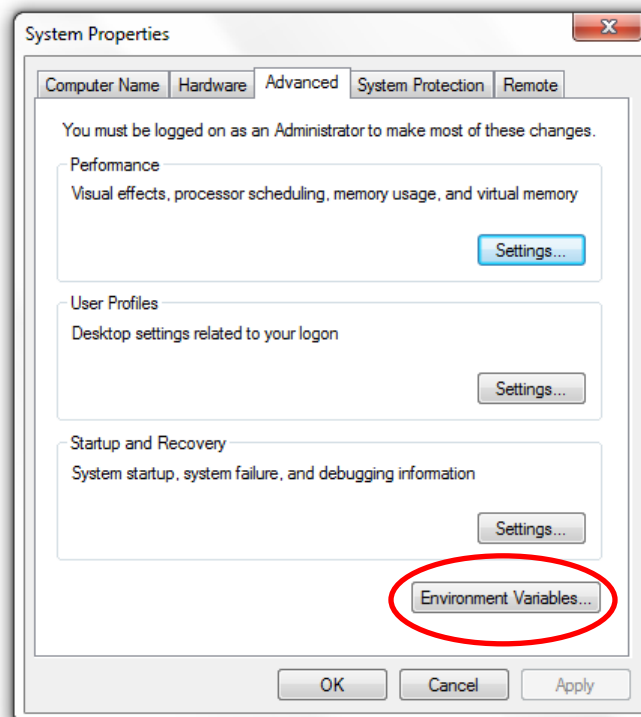 System Properties
Computer Name Hardware Advanced System Protection Remote
You must be logged on as an Administrator to make most of these changes.
Performance
Visual effects, processor scheduling, memory usage, and virtual memory
Settings...
User Profiles
Desktop settings related to your logon
Settings...
Startup and Recovery
System startup, system failure, and debugging information
Settings...
Environment Variables...
OK Cancel Apply